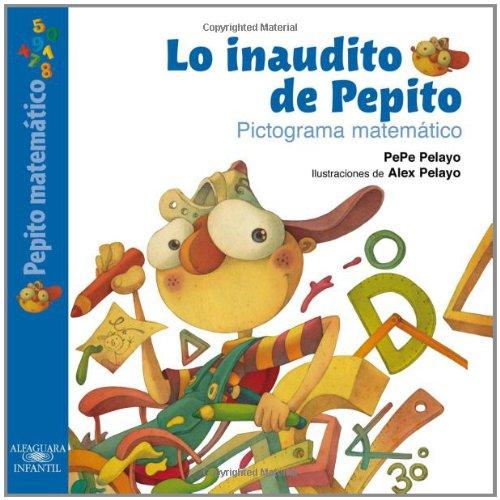 Copyrighted Material
Lo inaudito
de Pepito
Pictograma matemático
PePe Pelayo
Ilustraciones de Alex Pelayo
Pepito matemático
ALFAGUARA
INFANTIL
Copyrighted Material